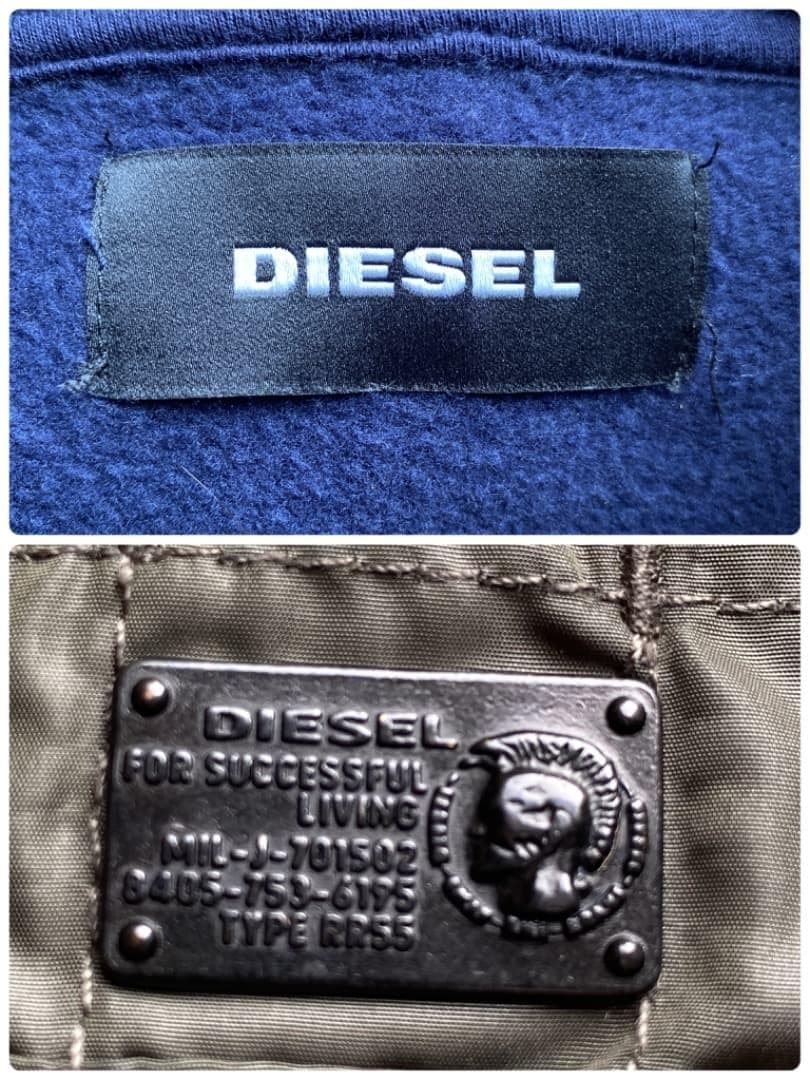 DIESEL
DIESEL
FOR SUCCESSFUL
LIVING
MIL-J-701502
8405-753-6195
TYPE RR55